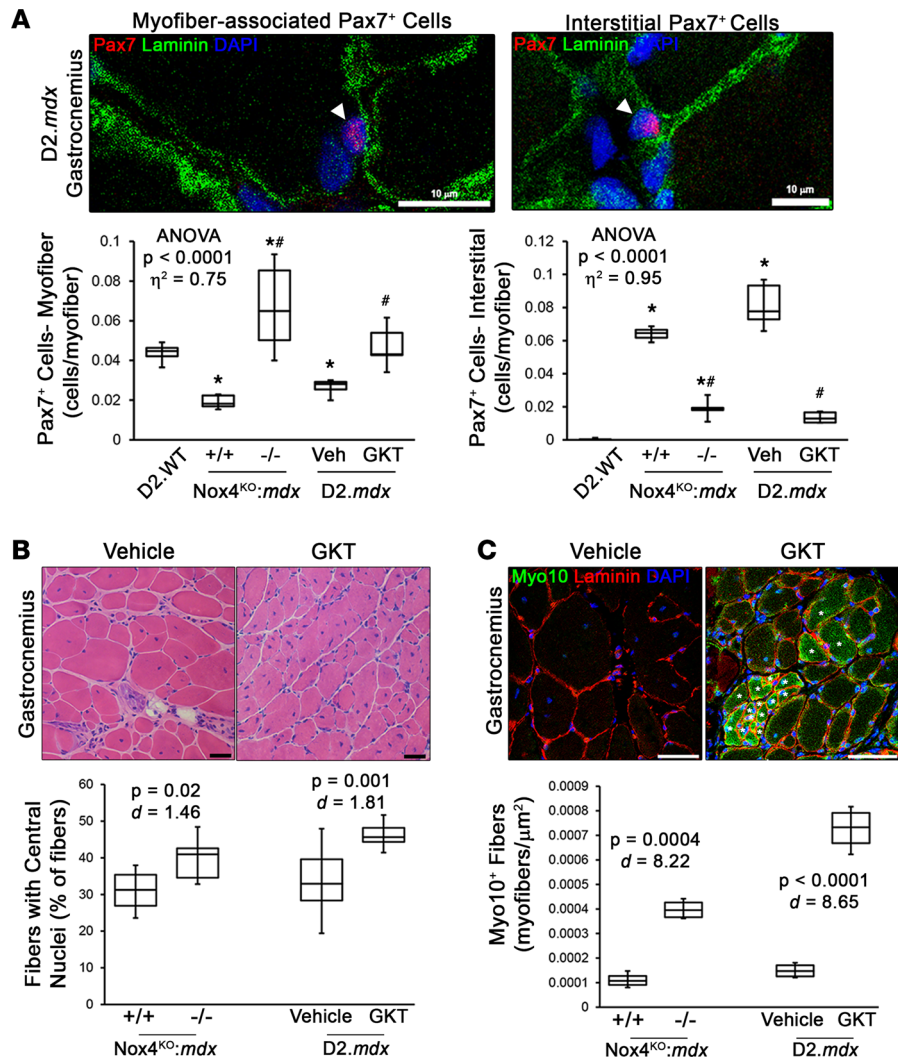 A
Myofiber-associated Pax7⁺ Cells
Interstitial Pax7⁺ Cells
D2.mdx
Gastrocnemius
Pax7 Laminin DAPI
10 μm
Pax7 Laminin PI
10 μm
Pax7⁺ Cells- Myofiber
(cells/myofiber)
0.1
0.08
0.06
0.04
0.02
0
ANOVA
p < 0.0001
η² = 0.75
*
*#
*
#
D2.WT
+/+
-/-
Veh
GKT
Nox4ᴷᴼ:mdx
D2.mdx
Pax7⁺ Cells- Interstital
(cells/myofiber)
0.12
0.1
0.08
0.06
0.04
0.02
0
ANOVA
p < 0.0001
η² = 0.95
*
*#
*
#
D2.WT
+/+
-/-
Veh
GKT
Nox4ᴷᴼ:mdx
D2.mdx
B
Vehicle
GKT
Gastrocnemius
Fibers with Central
Nuclei (% of fibers)
60
50
40
30
20
10
0
p = 0.02
d = 1.46
p = 0.001
d = 1.81
+/+
-/-
Vehicle
GKT
Nox4ᴷᴼ:mdx
D2.mdx
C
Vehicle
GKT
Gastrocnemius
Myo10 Laminin DAPI
* * * * * * * * * * *
Myo10⁺ Fibers
(myofibers/μm²)
0.0009
0.0008
0.0007
0.0006
0.0005
0.0004
0.0003
0.0002
0.0001
0
p = 0.0004
d = 8.22
p < 0.0001
d = 8.65
+/+
-/-
Vehicle
GKT
Nox4ᴷᴼ:mdx
D2.mdx